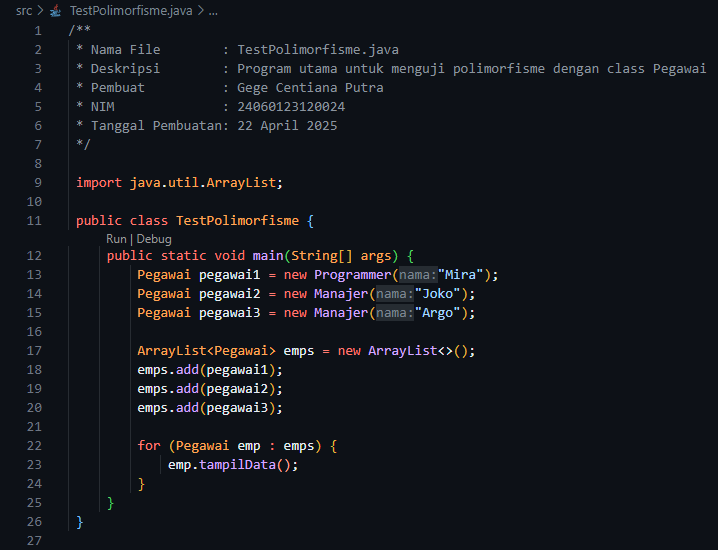 src > TestPolimorfisme.java > ...
1 /**
2  * Nama File        : TestPolimorfisme.java
3  * Deskripsi        : Program utama untuk menguji polimorfisme dengan class Pegawai
4  * Pembuat          : Gege Centiana Putra
5  * NIM              : 24060123120024
6  * Tanggal Pembuatan: 22 April 2025
7  */
8
9 import java.util.ArrayList;
10
11 public class TestPolimorfisme {
Run | Debug
12     public static void main(String[] args) {
13         Pegawai pegawai1 = new Programmer(nama:"Mira");
14         Pegawai pegawai2 = new Manajer(nama:"Joko");
15         Pegawai pegawai3 = new Manajer(nama:"Argo");
16
17         ArrayList<Pegawai> emps = new ArrayList<>();
18         emps.add(pegawai1);
19         emps.add(pegawai2);
20         emps.add(pegawai3);
21
22         for (Pegawai emp : emps) {
23             emp.tampilData();
24         }
25     }
26 }
27